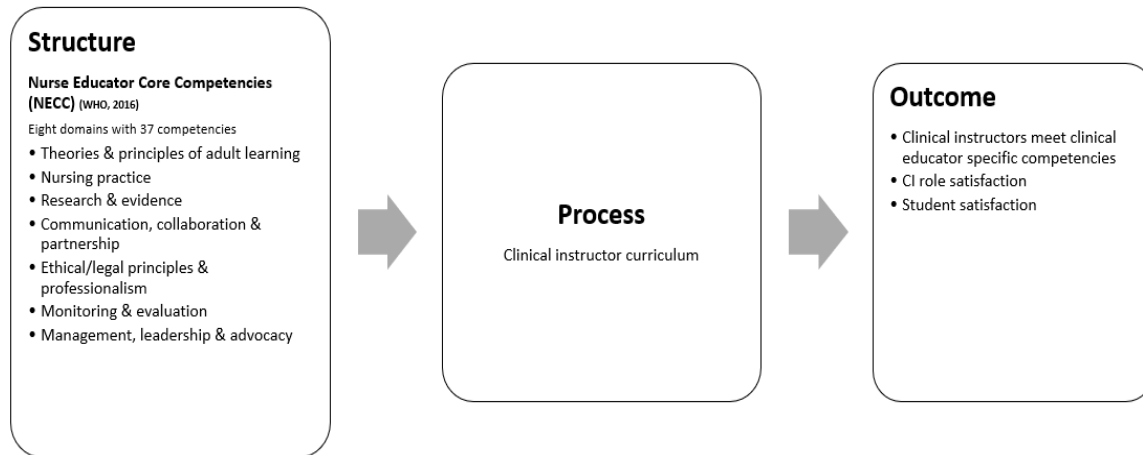 Structure
Nurse Educator Core Competencies
(NECC) (WHO, 2016)
Eight domains with 37 competencies
• Theories & principles of adult learning
• Nursing practice
• Research & evidence
• Communication, collaboration &
partnership
• Ethical/legal principles &
professionalism
• Monitoring & evaluation
• Management, leadership & advocacy
Process
Clinical instructor curriculum
Outcome
• Clinical instructors meet clinical
educator specific competencies
• CI role satisfaction
• Student satisfaction